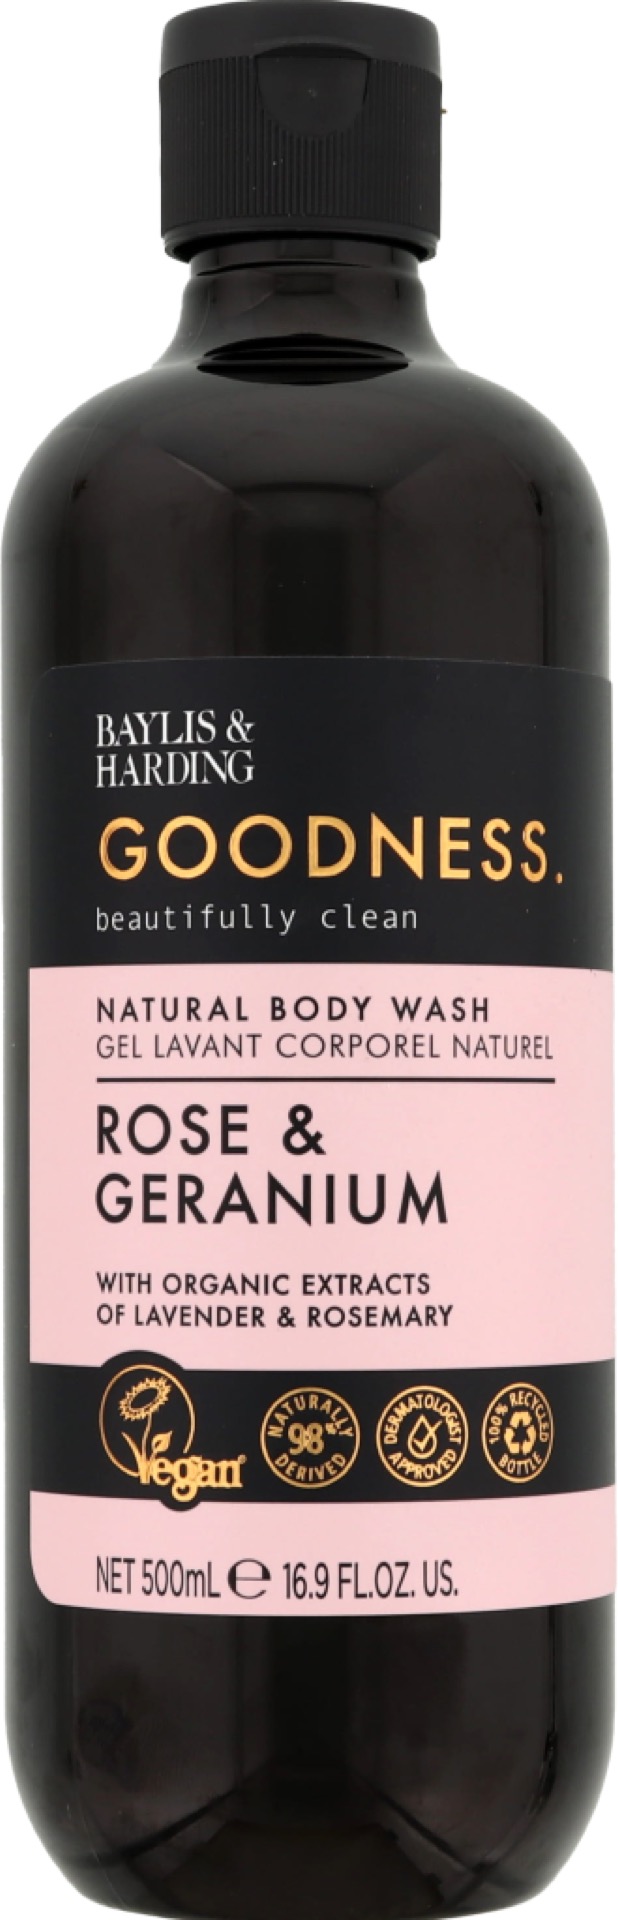 BAYLIS &
HARDING
GOODNESS.
beautifully clean
NATURAL BODY WASH
GEL LAVANT CORPOREL NATUREL
ROSE &
GERANIUM
WITH ORGANIC EXTRACTS
OF LAVENDER & ROSEMARY
Vegan
NATURALLY
98%
DERIVED
DERMATOLOGIST
APPROVED
100% RECYCLED
BOTTLE
NET 500mL ℮ 16.9 FL.OZ. US.